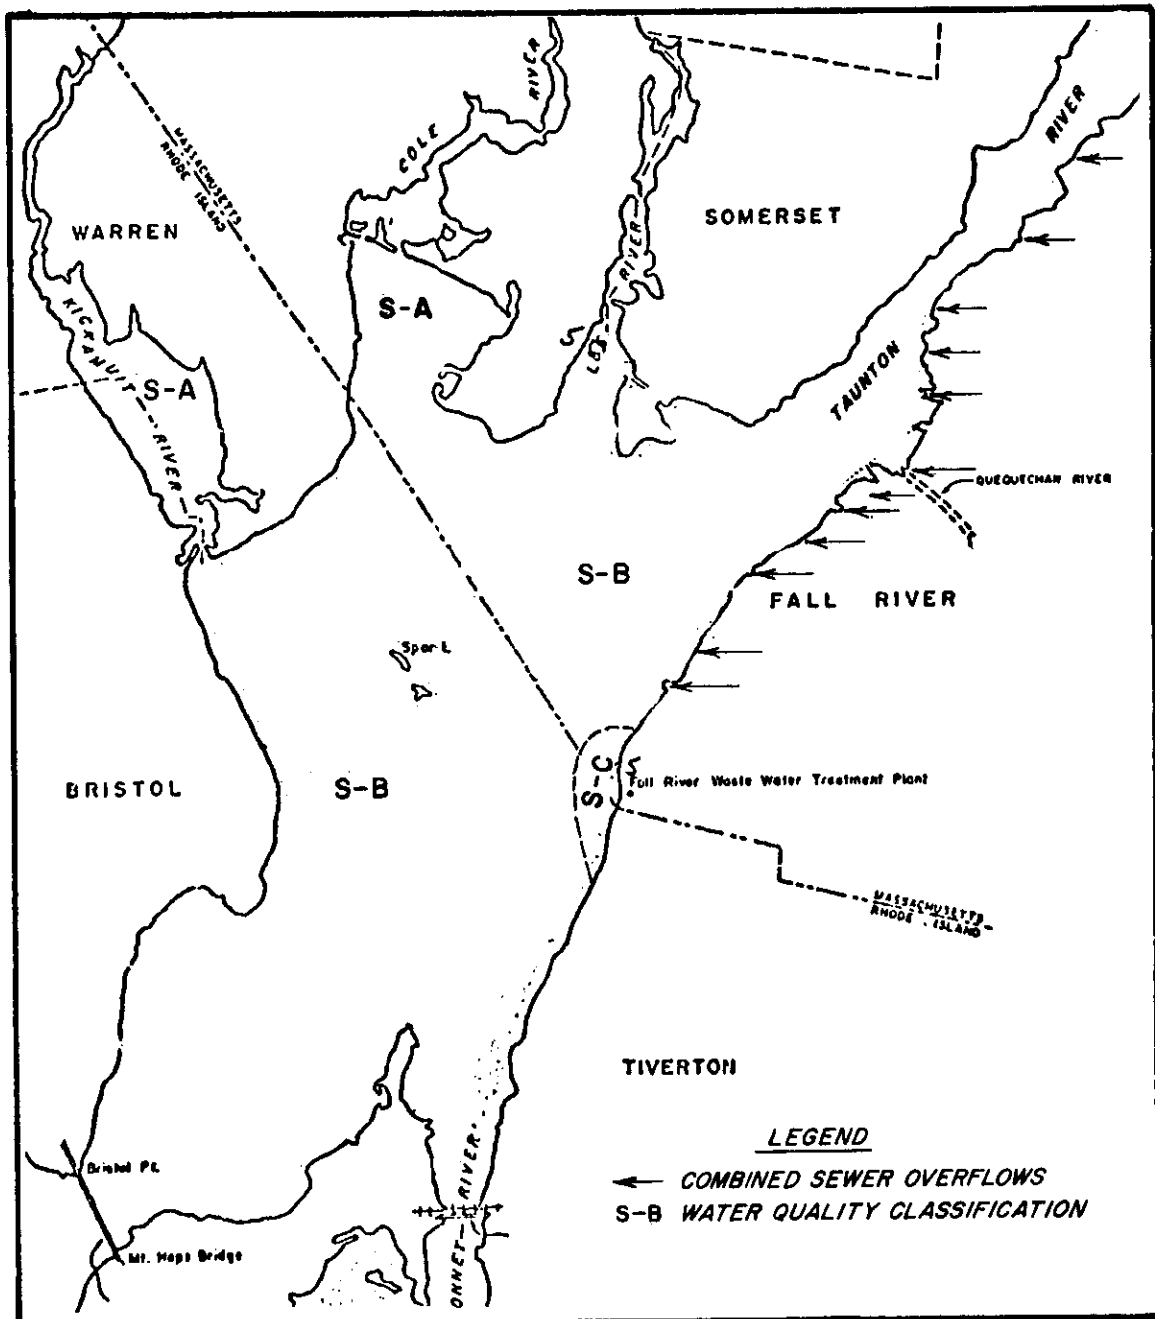 RIVER
RIVER
COLE
MASSACHUSETTS
RHODE ISLAND
WARREN
SOMERSET
RIVER
LEE
S-A
KICKAMUIT RIVER
S-A
TAUNTON
QUEQUECHAN RIVER
S-B
FALL RIVER
Spar I.
BRISTOL
S-B
S-C
Fall River Waste Water Treatment Plant
MASSACHUSETTS
RHODE ISLAND
TIVERTON
RIVER
LEGEND
COMBINED SEWER OVERFLOWS
S-B WATER QUALITY CLASSIFICATION
Bristol Pt.
Mt. Hope Bridge